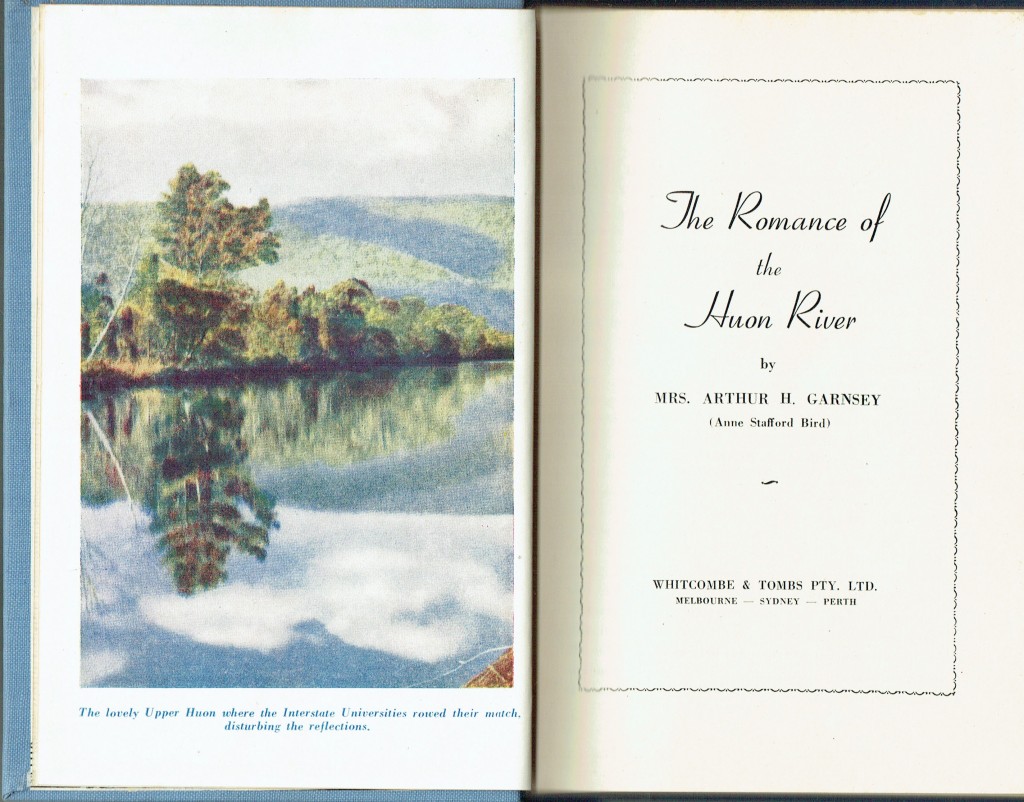 The lovely Upper Huon where the Interstate Universities rowed their match,
disturbing the reflections.
The Romance of
the
Huon River
by
MRS. ARTHUR H. GARNSEY
(Anne Stafford Bird)
WHITCOMBE & TOMBS PTY. LTD.
MELBOURNE — SYDNEY — PERTH